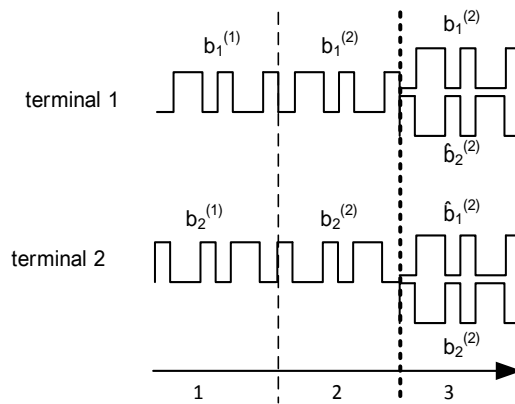 b₁⁽¹⁾ b₁⁽²⁾ b₁⁽²⁾
terminal 1
b̂₂⁽²⁾
b₂⁽¹⁾ b₂⁽²⁾ b̂₁⁽²⁾
terminal 2
b₂⁽²⁾
1 2 3